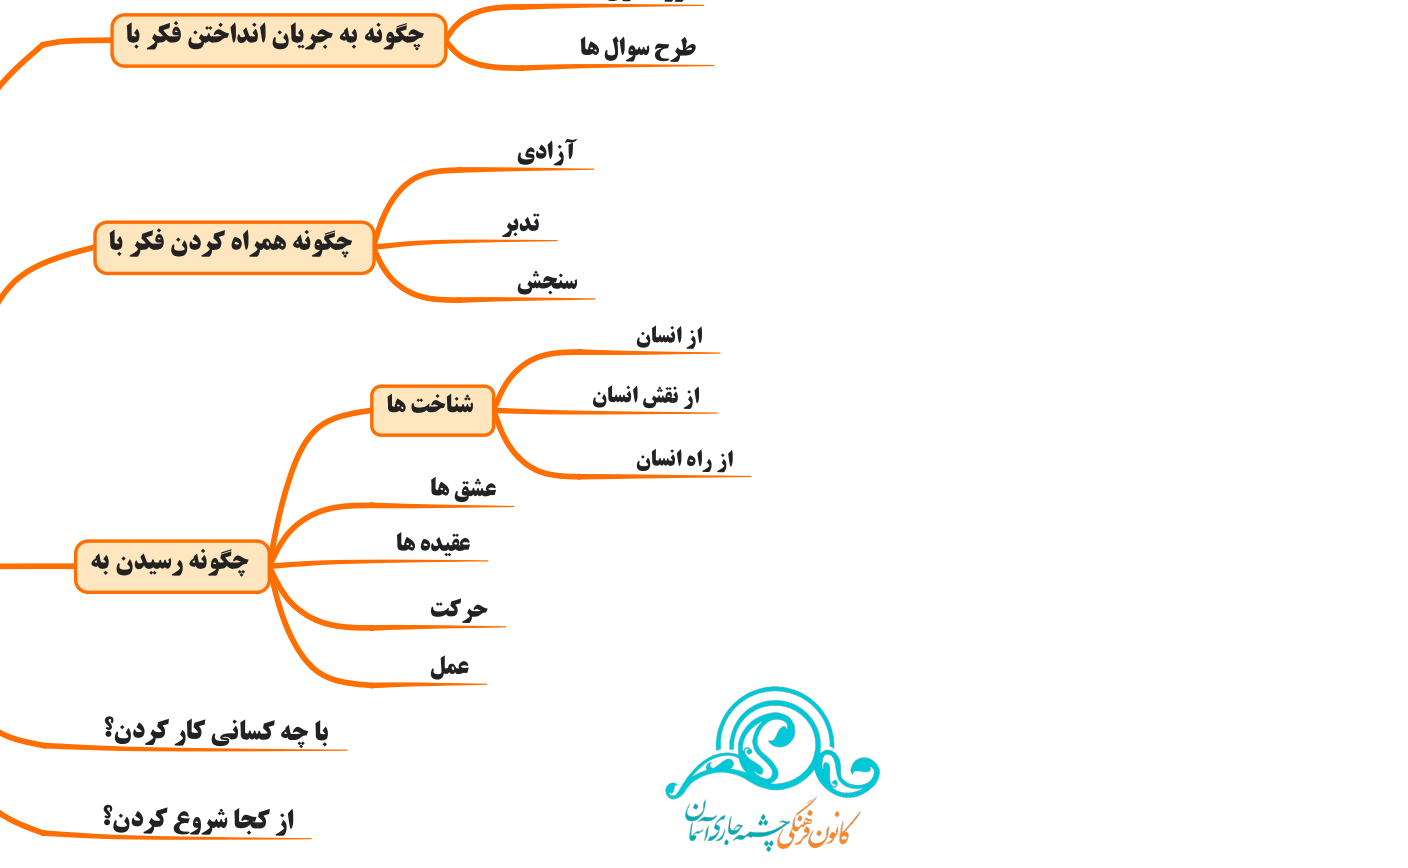 چگونه به جریان انداختن فکر با
طرح سوال ها
چگونه همراه کردن فکر با
آزادی
تدبر
سنجش
چگونه رسیدن به
شناخت ها
از انسان
از نقش انسان
از راه انسان
عشق ها
عقیده ها
حرکت
عمل
با چه کسانی کار کردن؟
از کجا شروع کردن؟
کانون فرهنگی چشمه جاری آسمان